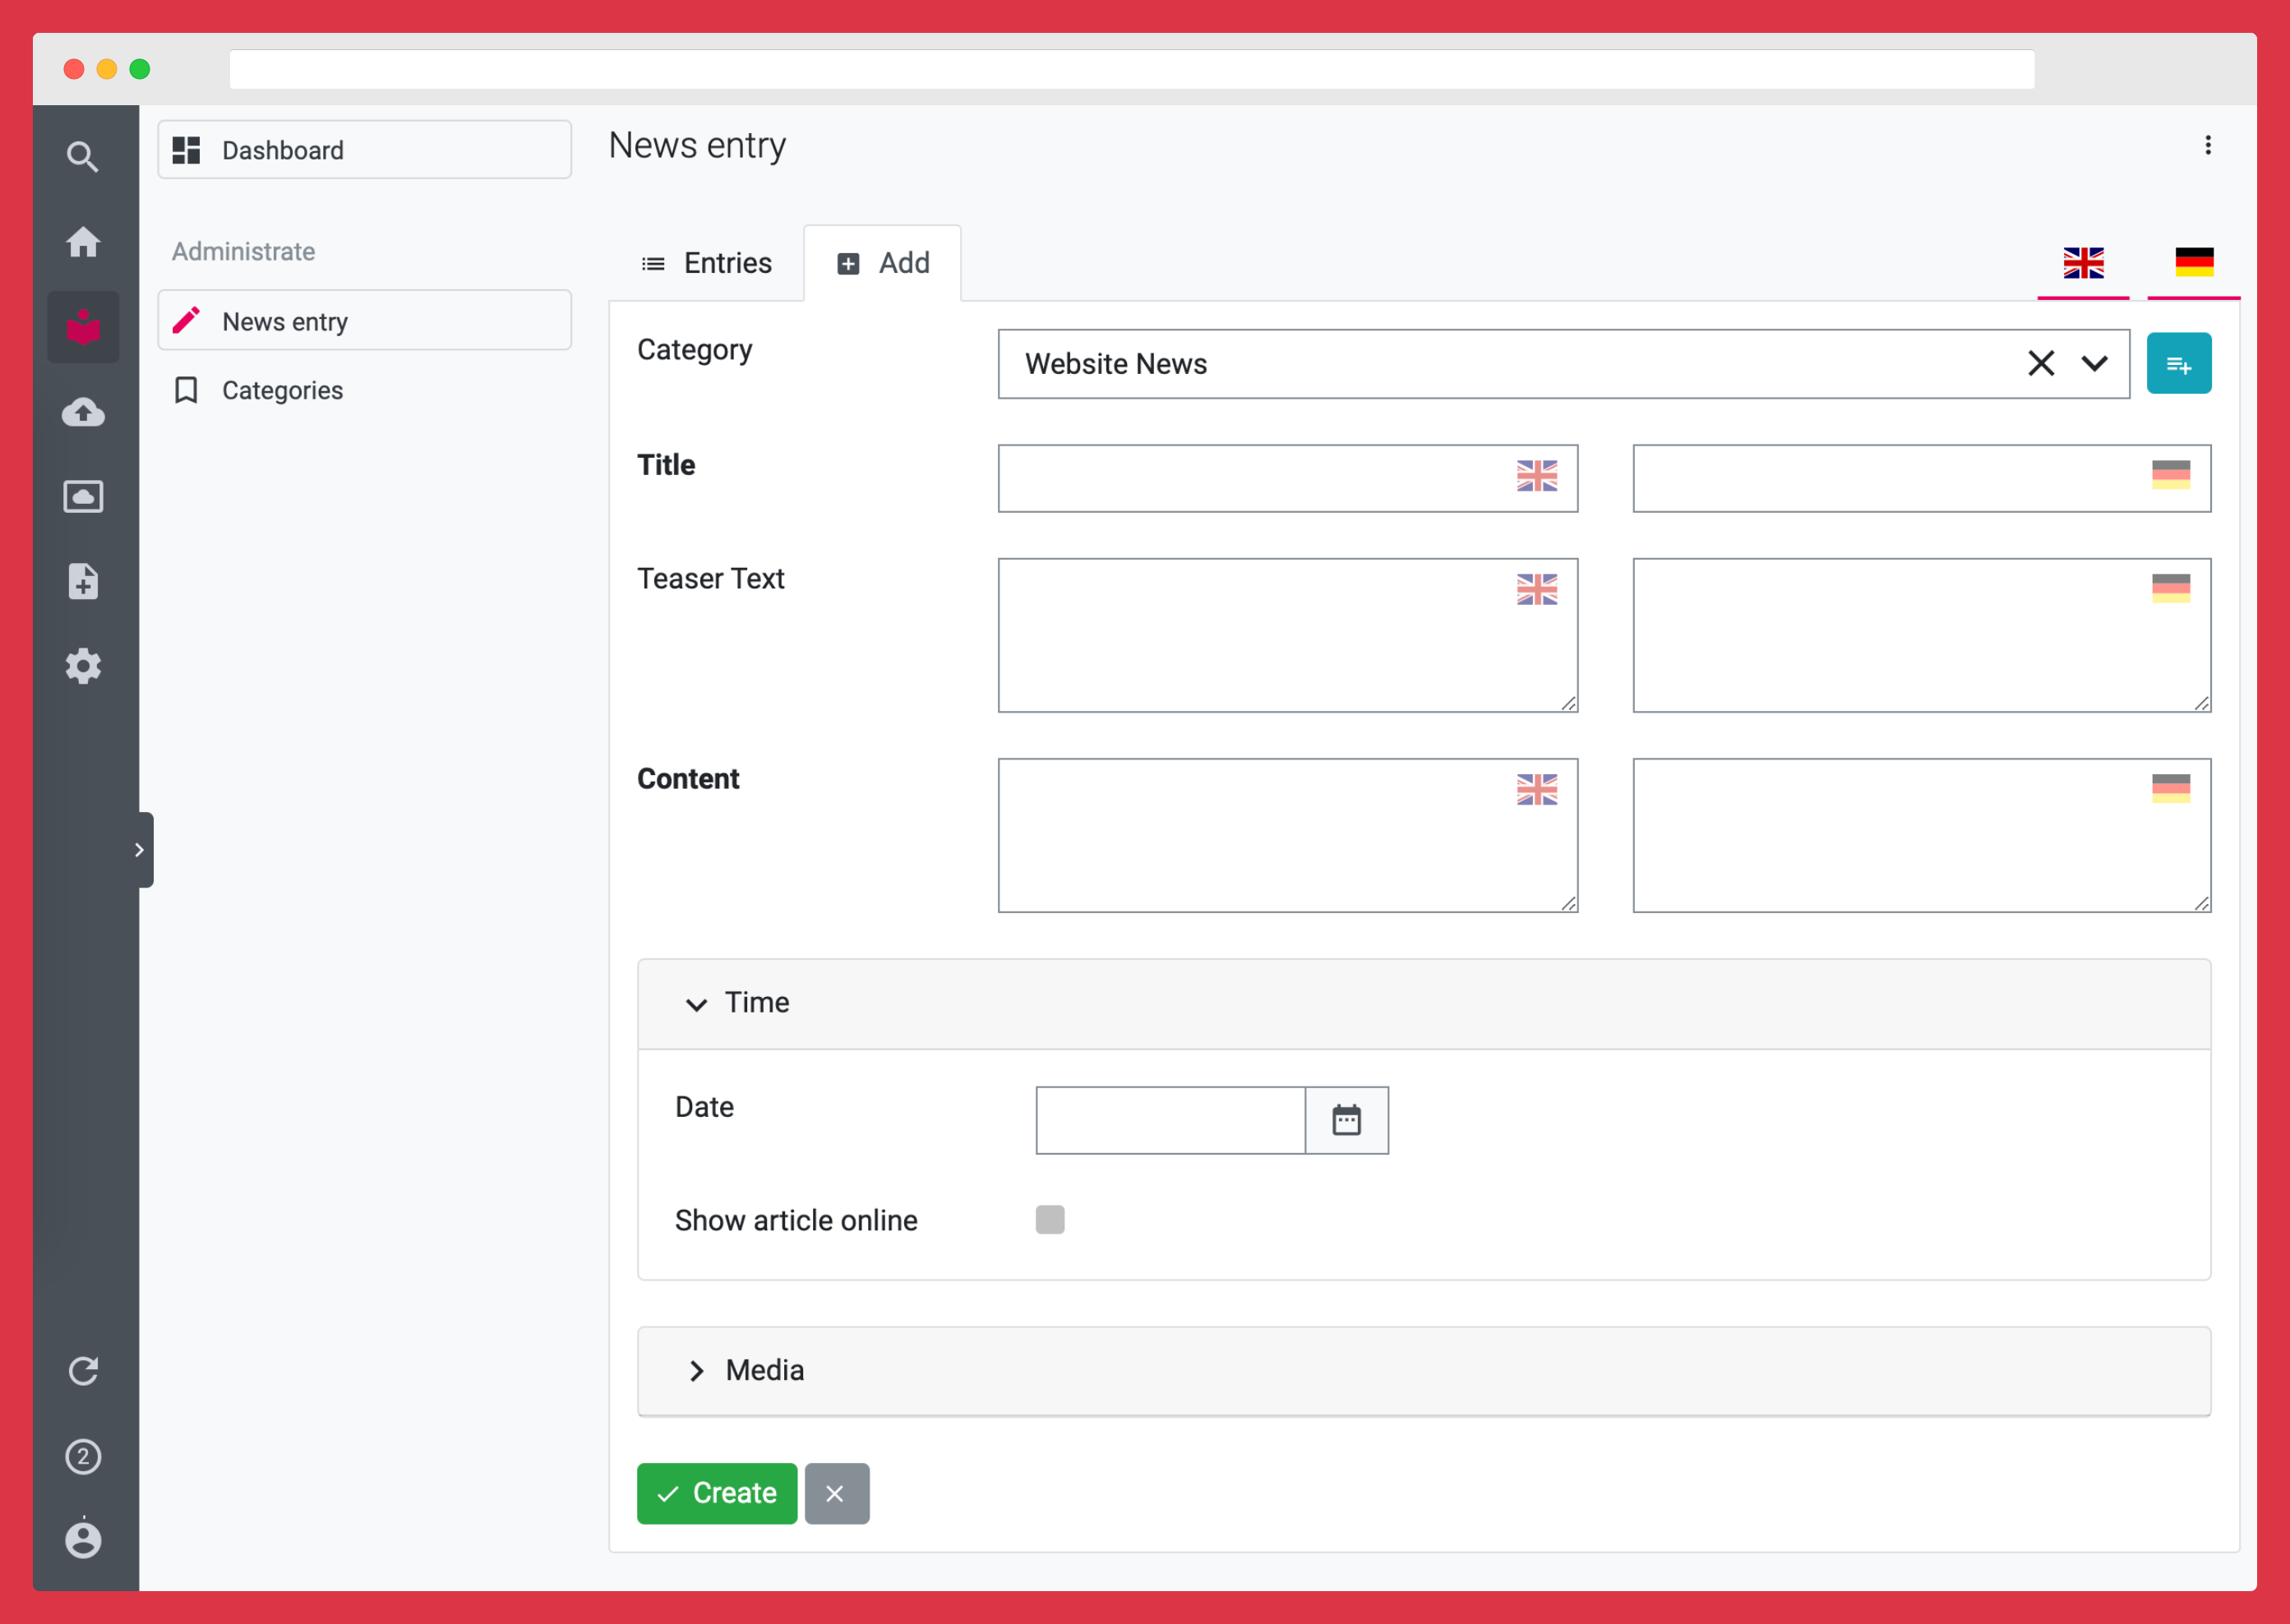 Dashboard
News entry
Administrate
Entries
Add
News entry
Categories
Category
Website News
Title
Teaser Text
Content
Time
Date
Show article online
Media
2
Create